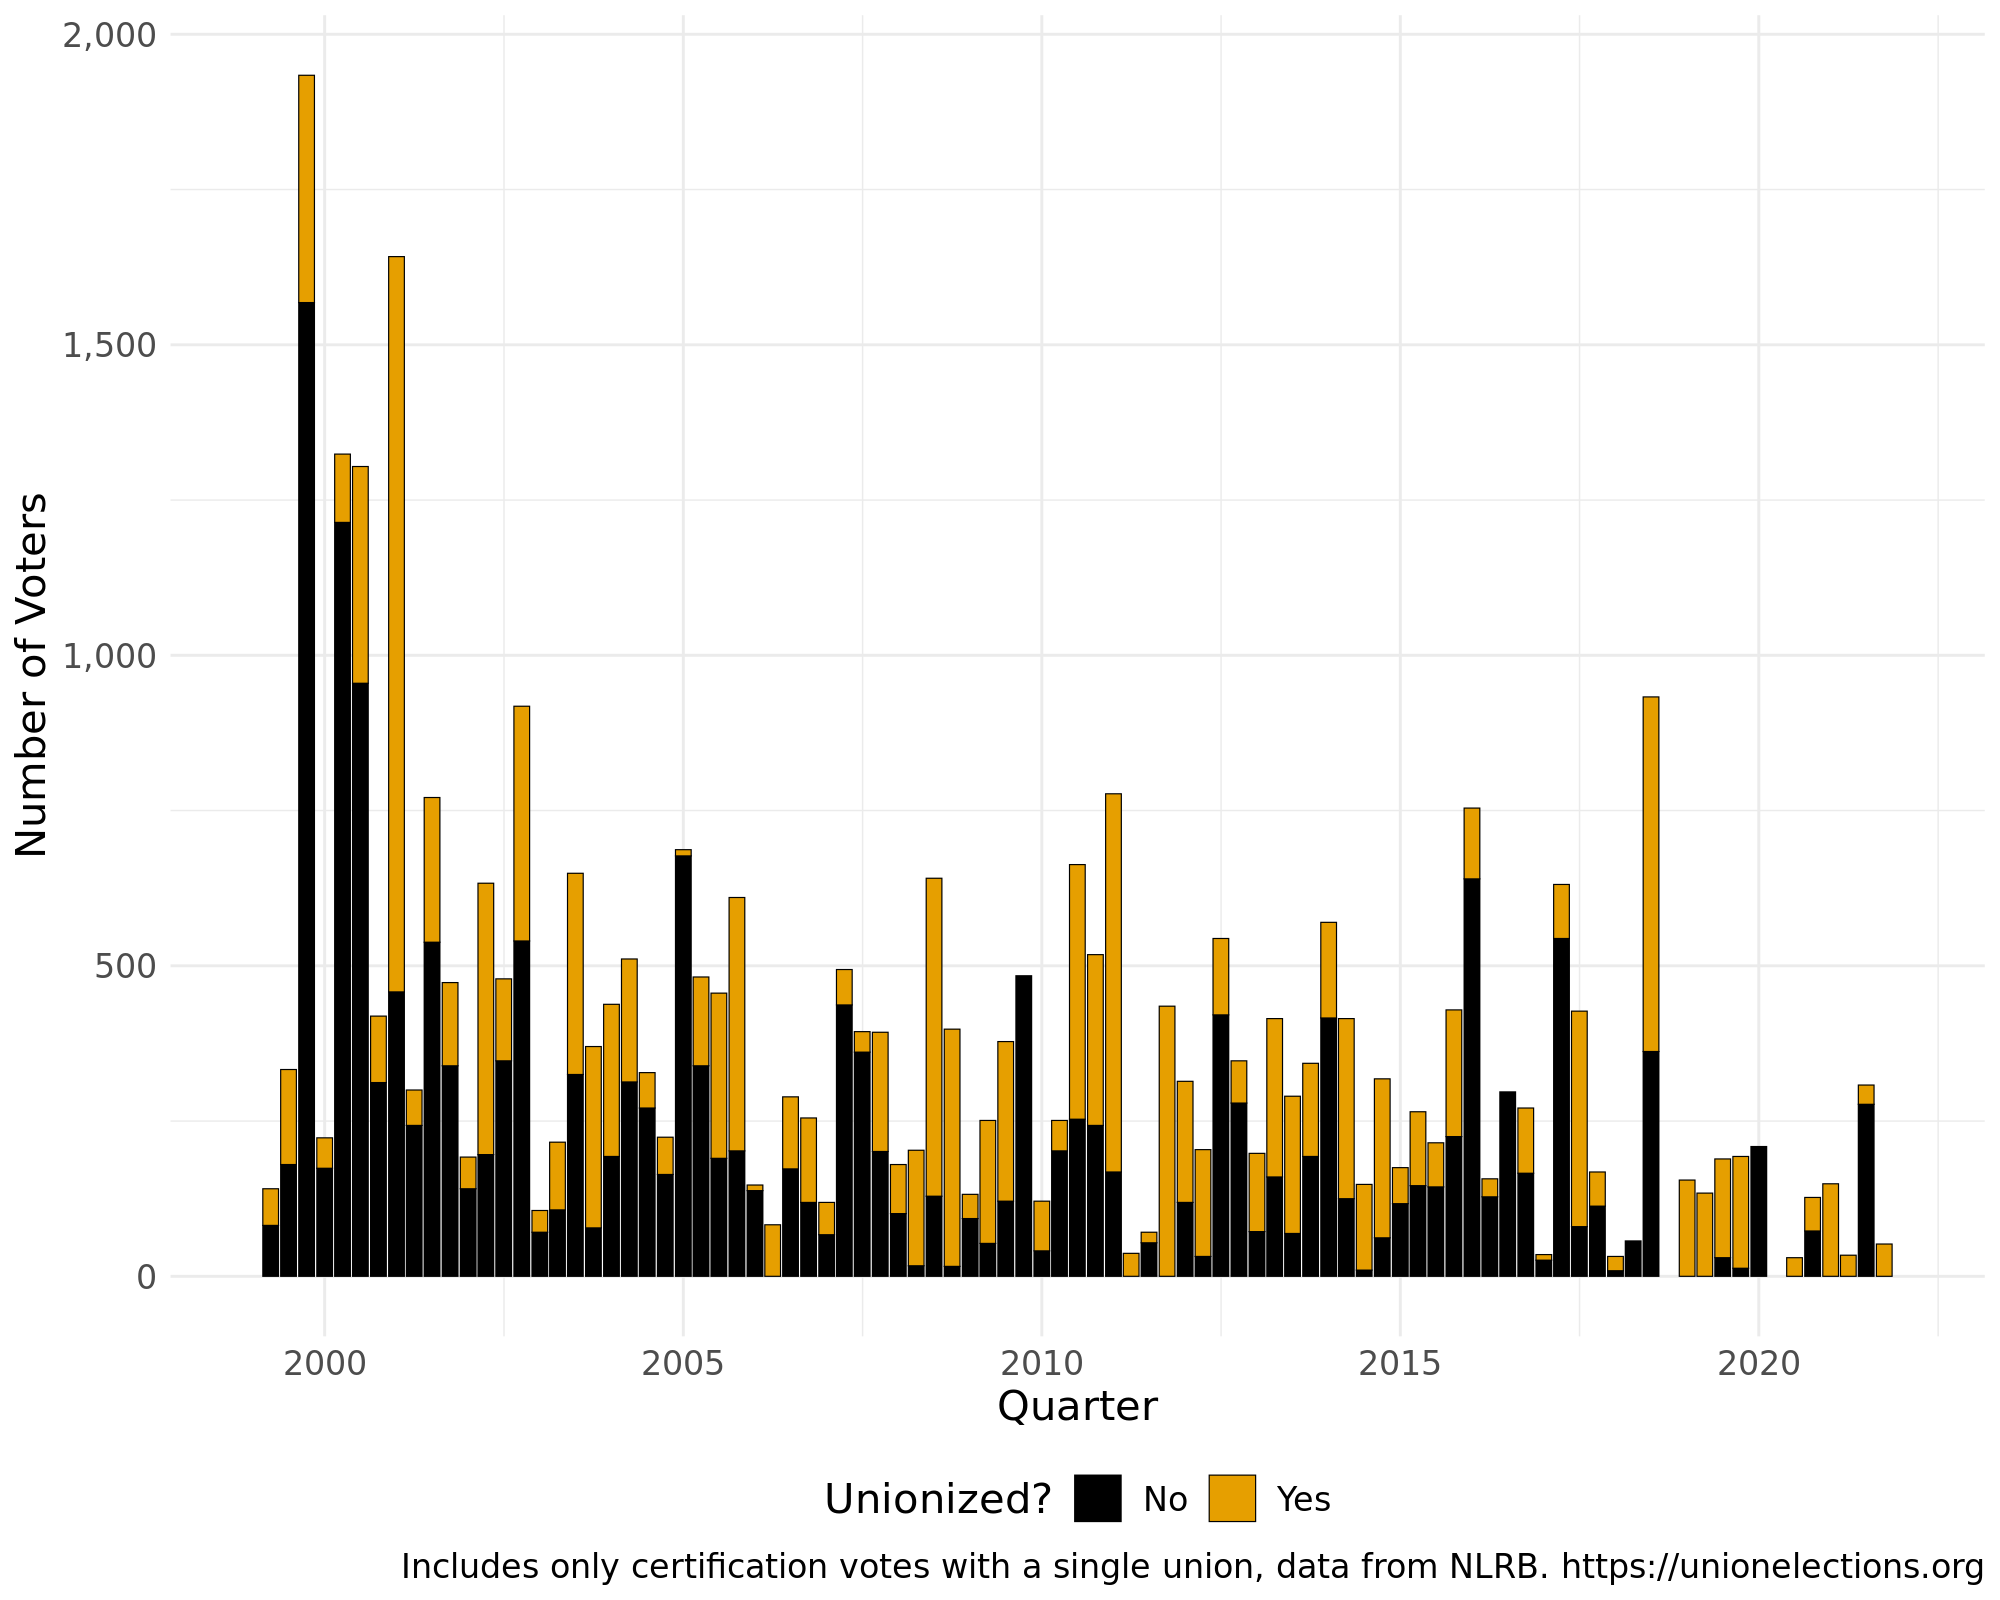 2,000
1,500
1,000
500
0
Number of Voters
2000 2005 2010 2015 2020
Quarter
Unionized? No Yes
Includes only certification votes with a single union, data from NLRB. https://unionelections.org